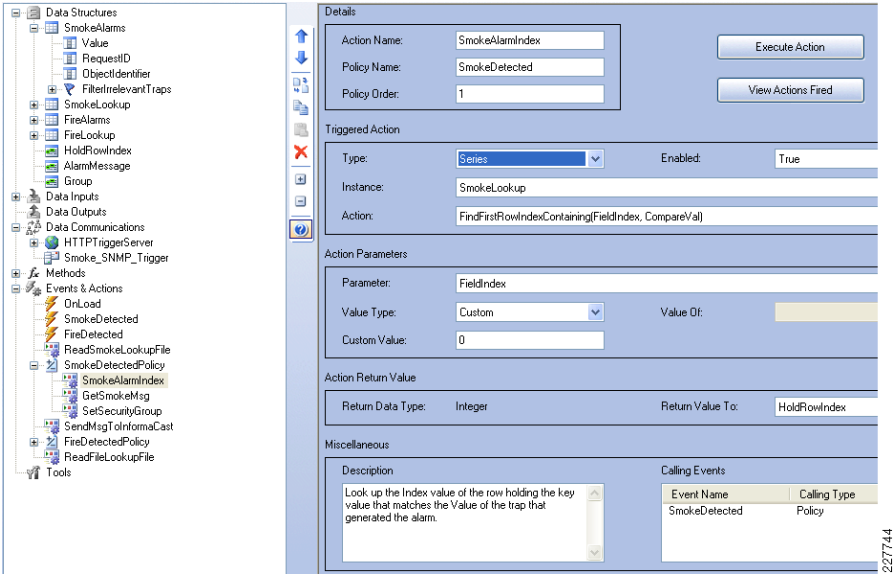 Data Structures
SmokeAlarms
Value
RequestID
ObjectIdentifier
FilterIrrelevantTraps
SmokeLookup
FireAlarms
FireLookup
HoldRowIndex
AlarmMessage
Group
Data Inputs
Data Outputs
Data Communications
HTTPTriggerServer
Smoke_SNMP_Trigger
Methods
Events & Actions
OnLoad
SmokeDetected
FireDetected
ReadSmokeLookupFile
SmokeDetectedPolicy
SmokeAlarmIndex
GetSmokeMsg
SetSecurityGroup
SendMsgToInformaCast
FireDetectedPolicy
ReadFileLookupFile
Tools
Details
Action Name: SmokeAlarmIndex
Execute Action
Policy Name: SmokeDetected
Policy Order: 1
View Actions Fired
Triggered Action
Type: Series Enabled: True
Instance: SmokeLookup
Action: FindFirstRowIndexContaining(FieldIndex, CompareVal)
Action Parameters
Parameter: FieldIndex
Value Type: Custom Value Of:
Custom Value: 0
Action Return Value
Return Data Type: Integer Return Value To: HoldRowIndex
Miscellaneous
Description
Look up the Index value of the row holding the key
value that matches the Value of the trap that
generated the alarm.
Calling Events
Event Name Calling Type
SmokeDetected Policy
227744